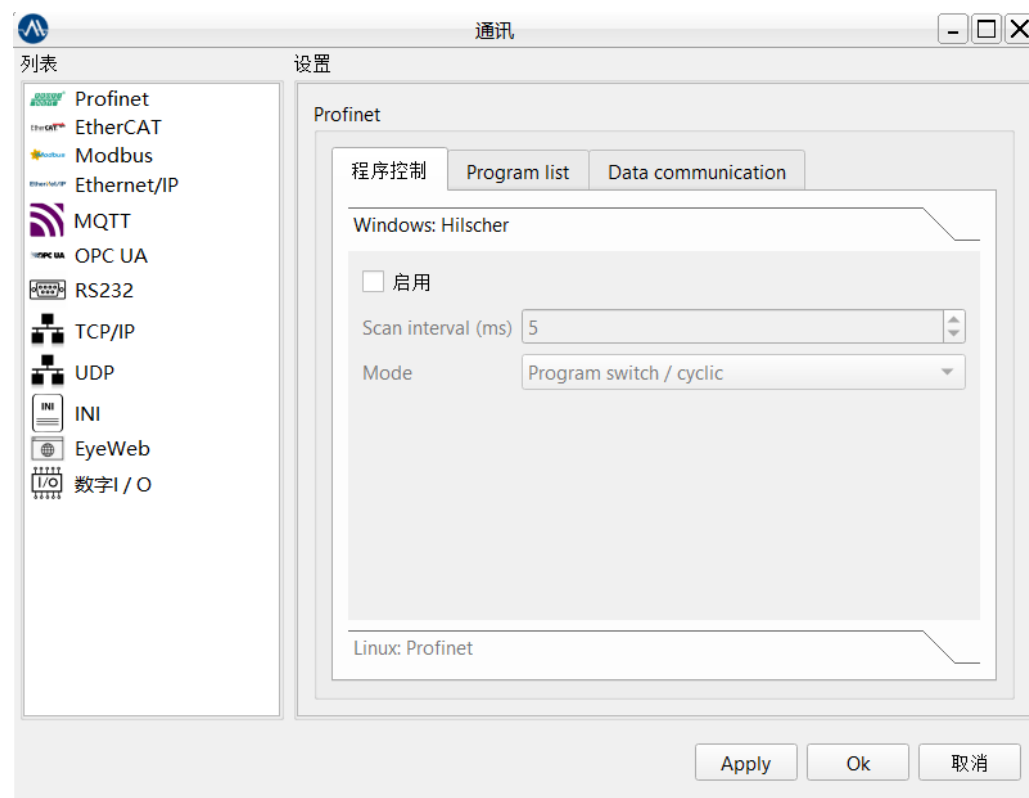 通讯
列表
设置
Profinet
EtherCAT
Modbus
Ethernet/IP
MQTT
OPC UA
RS232
TCP/IP
UDP
INI
INI
EyeWeb
I/O
数字I / O
Profinet
程序控制
Program list
Data communication
Windows: Hilscher
启用
Scan interval (ms)
5
Mode
Program switch / cyclic
Linux: Profinet
Apply
Ok
取消